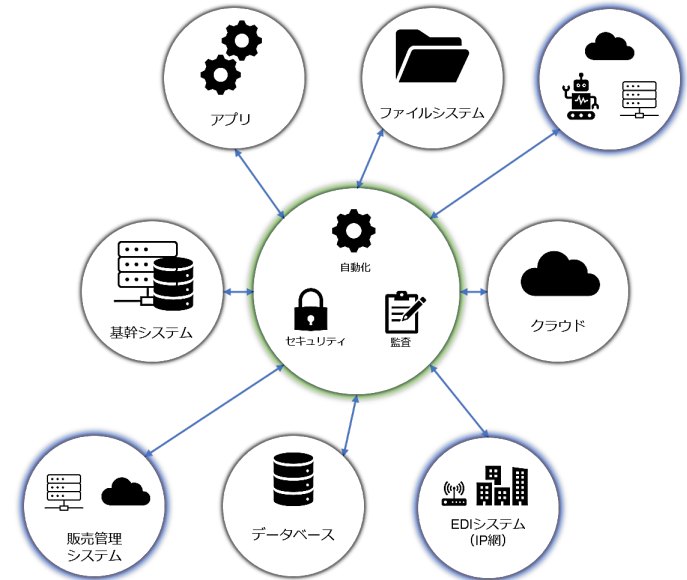 アプリ
ファイルシステム
自動化
セキュリティ
監査
基幹システム
クラウド
販売管理
システム
データベース
EDIシステム
（IP網）